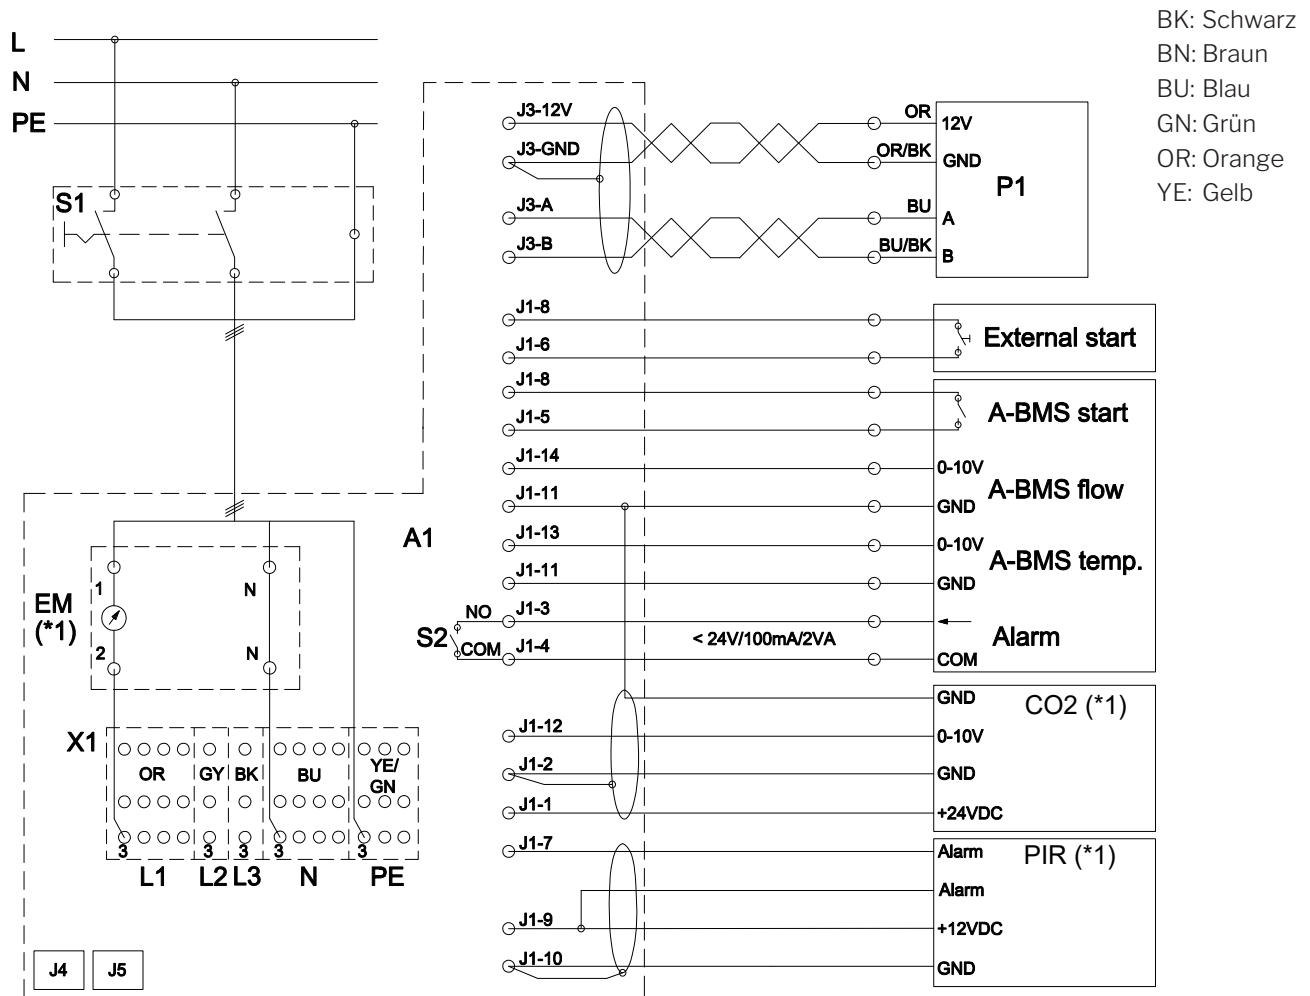 BK: Schwarz
BN: Braun
BU: Blau
GN: Grün
OR: Orange
YE: Gelb
L
N
PE
S1
EM
(*1)
1
2
N
N
X1
OR
GY
BK
BU
YE/
GN
3
3
3
3
3
L1
L2
L3
N
PE
J4
J5
A1
J3-12V
OR
12V
J3-GND
OR/BK
GND
P1
J3-A
BU
A
J3-B
BU/BK
B
J1-8
J1-6
External start
J1-8
J1-5
A-BMS start
J1-14
0-10V
A-BMS flow
J1-11
GND
J1-13
0-10V
A-BMS temp.
J1-11
GND
S2
NO
J1-3
Alarm
< 24V/100mA/2VA
COM
J1-4
COM
GND
CO2 (*1)
J1-12
0-10V
J1-2
GND
J1-1
+24VDC
J1-7
Alarm
PIR (*1)
Alarm
J1-9
+12VDC
J1-10
GND